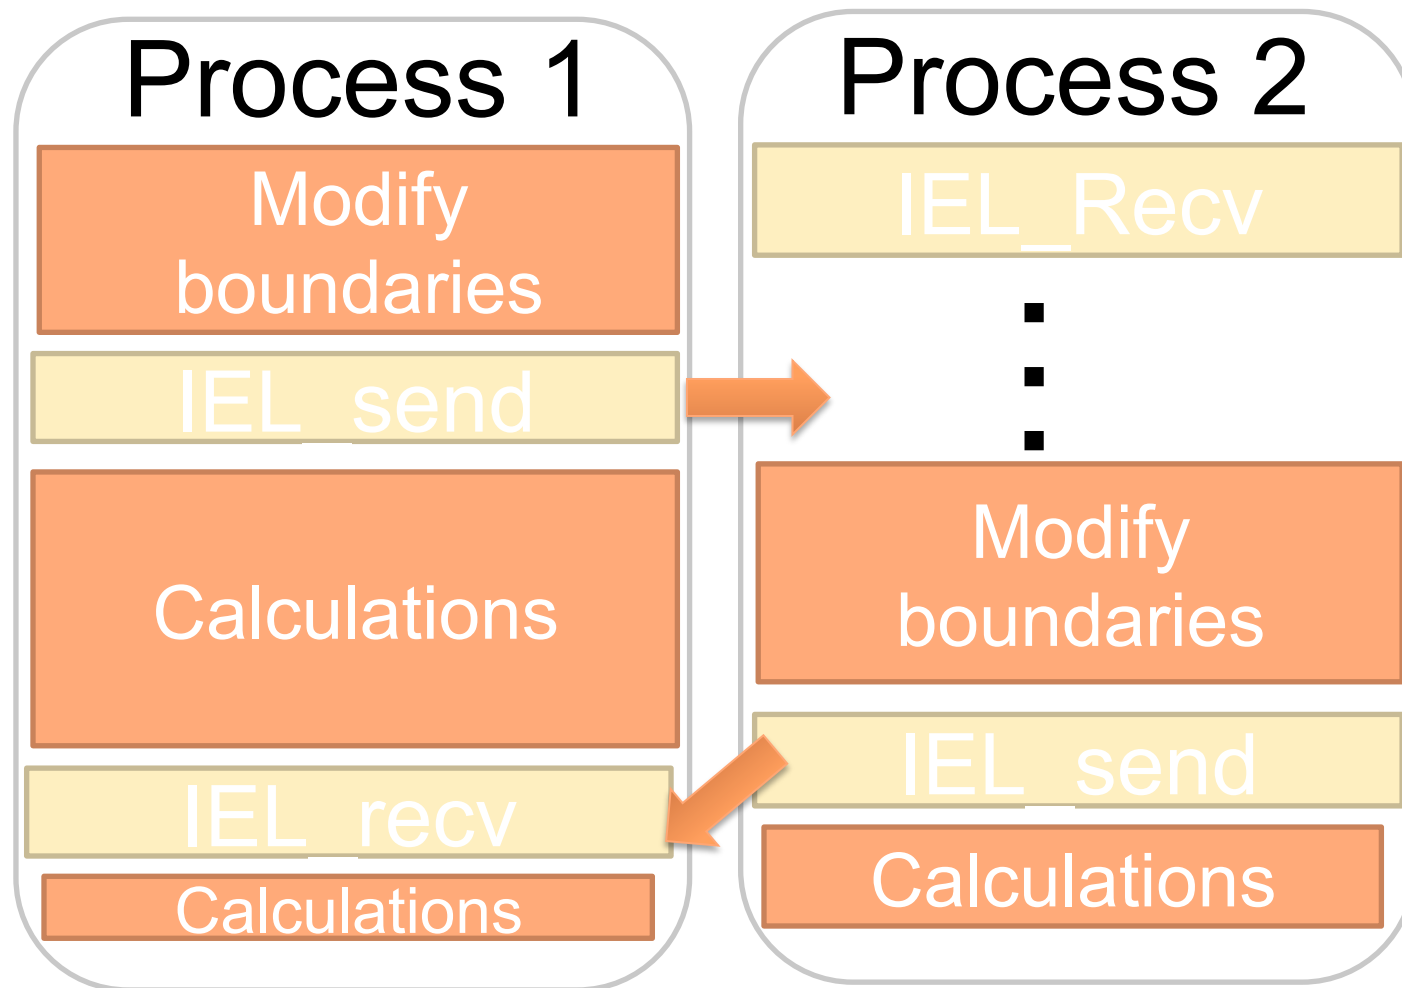 Process 1
Modify
boundaries
IEL_send
Calculations
IEL_recv
Calculations
Process 2
IEL_Recv
Modify
boundaries
IEL_send
Calculations